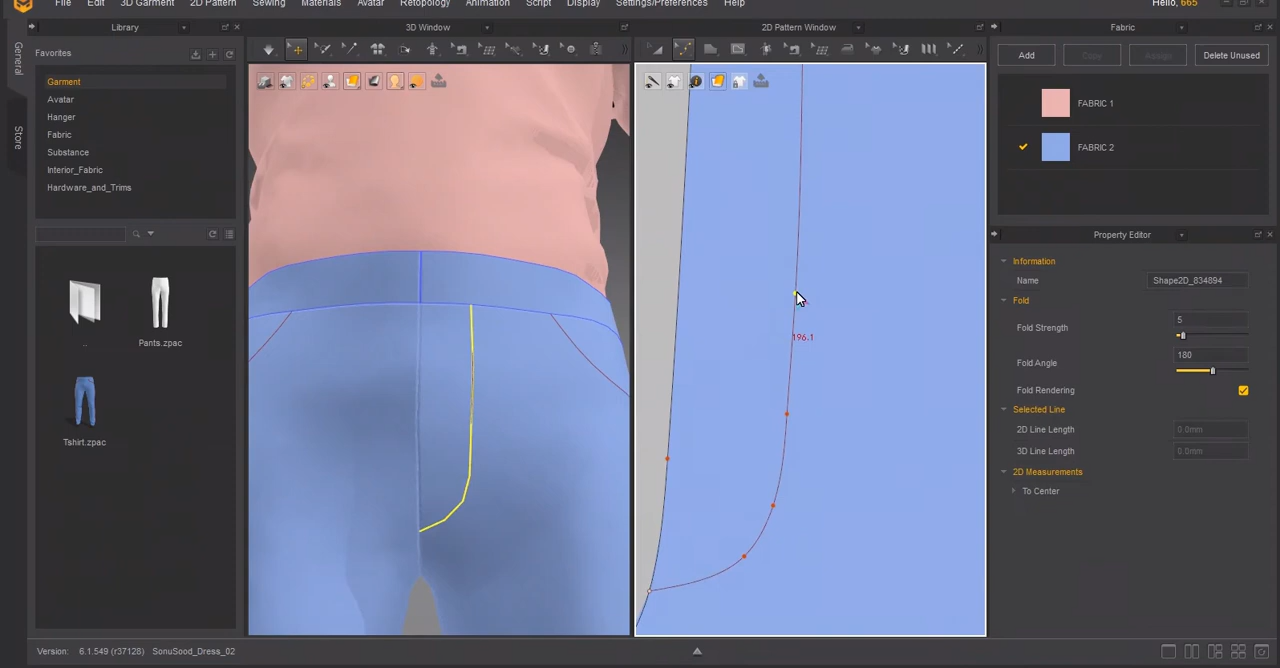 File Edit 3D Garment 2D Pattern Sewing Materials Avatar Retopology Animation Script Display Settings/Preferences Help Hello, 665
General
Store
Library 3D Window 2D Pattern Window Fabric
Favorites
Garment
Avatar
Hanger
Fabric
Substance
Interior_Fabric
Hardware_and_Trims
..
Pants.zpac
Tshirt.zpac
196.1
Add Copy Assign Delete Unused
FABRIC 1
FABRIC 2
Property Editor
Information
Name Shape2D_834894
Fold
Fold Strength 5
Fold Angle 180
Fold Rendering
Selected Line
2D Line Length 0.0mm
3D Line Length 0.0mm
2D Measurements
To Center
Version: 6.1.549 (r37128) SonuSood_Dress_02